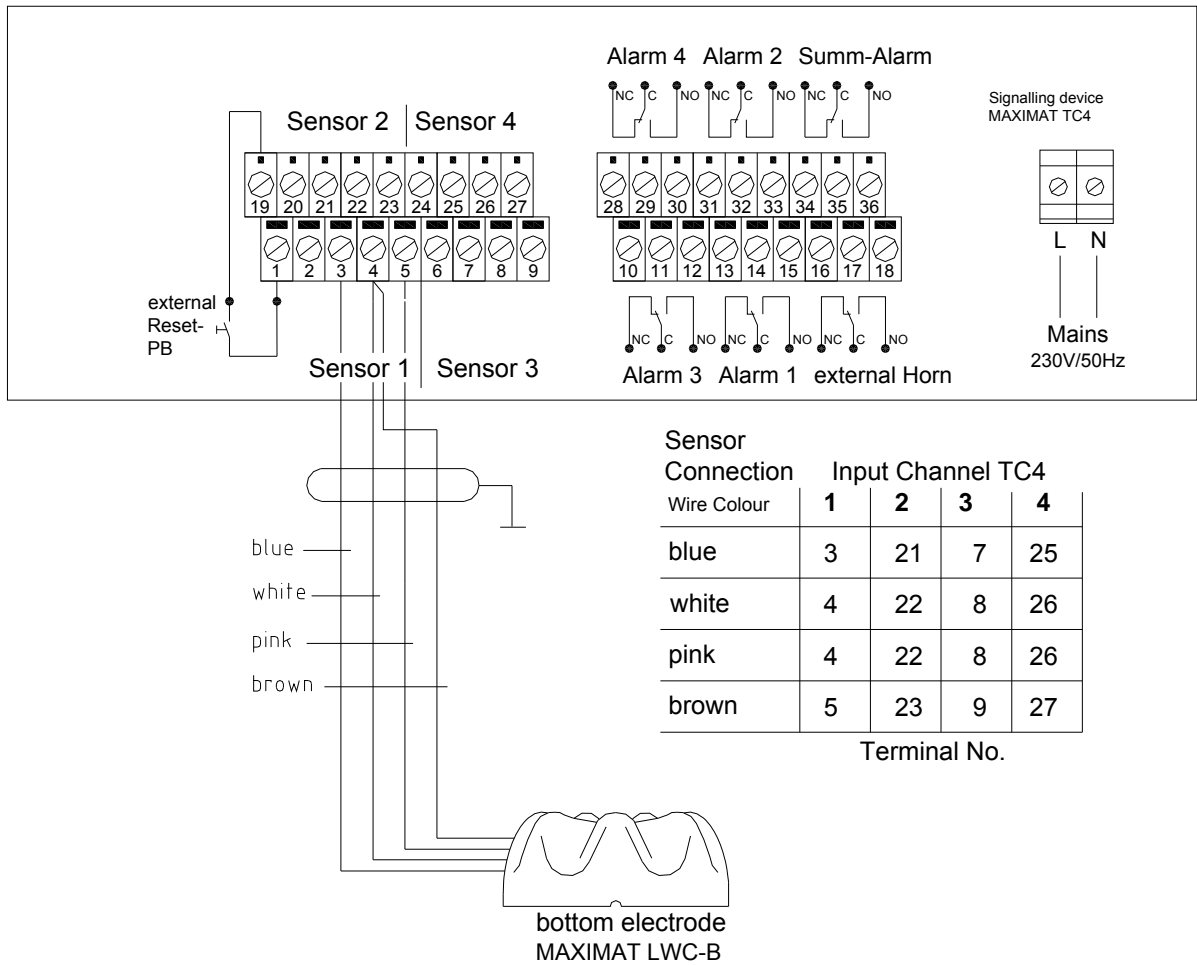 Alarm 4 Alarm 2 Summ-Alarm
NC C NO NC C NO NC C NO
Signalling device
MAXIMAT TC4
Sensor 2 Sensor 4
19 20 21 22 23 24 25 26 27
28 29 30 31 32 33 34 35 36
1 2 3 4 5 6 7 8 9
10 11 12 13 14 15 16 17 18
L N
external
Reset-
PB
NC C NO NC C NO NC C NO
Mains
230V/50Hz
Sensor 1 Sensor 3
Alarm 3 Alarm 1 external Horn
Sensor
Connection Input Channel TC4
Wire Colour 1 2 3 4
blue 3 21 7 25
white 4 22 8 26
pink 4 22 8 26
brown 5 23 9 27
Terminal No.
blue
white
pink
brown
bottom electrode
MAXIMAT LWC-B